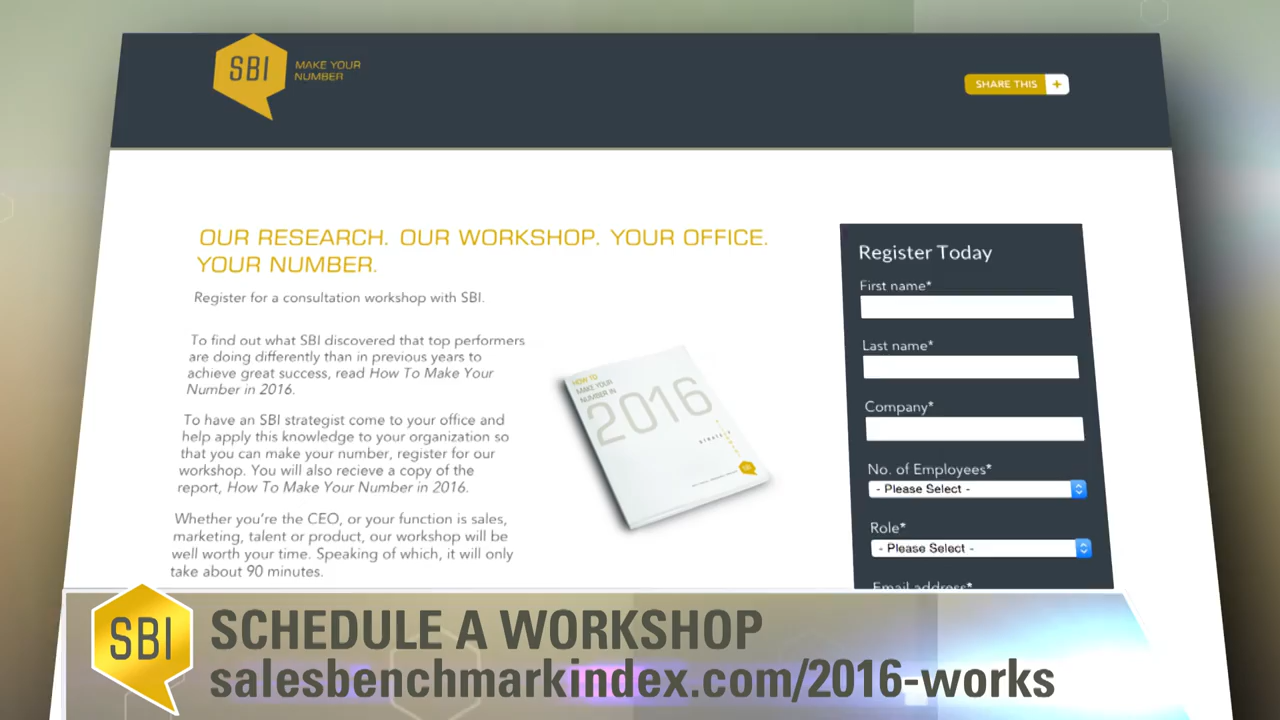 SBI
MAKE YOUR
NUMBER
SHARE THIS +
OUR RESEARCH. OUR WORKSHOP. YOUR OFFICE.
YOUR NUMBER.
Register for a consultation workshop with SBI.
To find out what SBI discovered that top performers
are doing differently than in previous years to
achieve great success, read How To Make Your
Number in 2016.
To have an SBI strategist come to your office and
help apply this knowledge to your organization so
that you can make your number, register for our
workshop. You will also recieve a copy of the
report, How To Make Your Number in 2016.
Whether you're the CEO, or your function is sales,
marketing, talent or product, our workshop will be
well worth your time. Speaking of which, it will only
take about 90 minutes.
HOW TO
MAKE YOUR
NUMBER IN
2016
Register Today
First name*
Last name*
Company*
No. of Employees*
- Please Select -
Role*
- Please Select -
Email address*
SBI
SCHEDULE A WORKSHOP
salesbenchmarkindex.com/2016-works